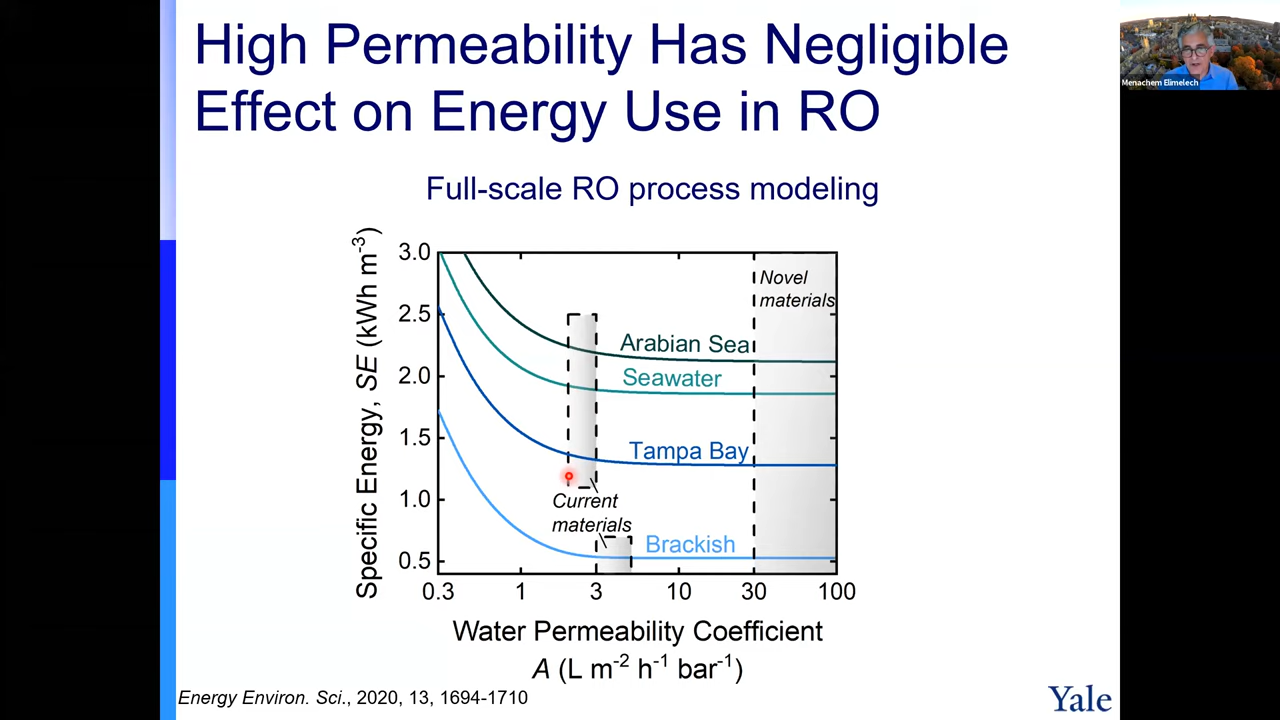 High Permeability Has Negligible
Effect on Energy Use in RO
Menachem Elimelech
Full-scale RO process modeling
Specific Energy, SE (kWh m⁻³)
3.0
2.5
2.0
1.5
1.0
0.5
Novel
materials
Arabian Sea
Seawater
Tampa Bay
Current
materials
Brackish
0.3 1 3 10 30 100
Water Permeability Coefficient
A (L m⁻² h⁻¹ bar⁻¹)
Energy Environ. Sci., 2020, 13, 1694-1710
Yale